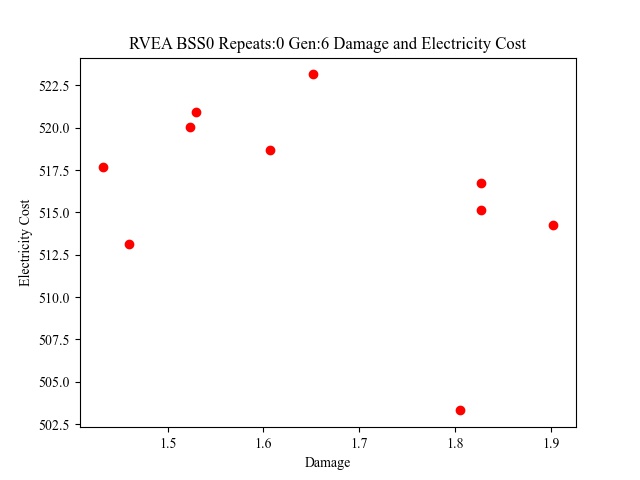 RVEA BSS0 Repeats:0 Gen:6 Damage and Electricity Cost
522.5
520.0
517.5
515.0
512.5
510.0
507.5
505.0
502.5
Electricity Cost
1.5 1.6 1.7 1.8 1.9
Damage